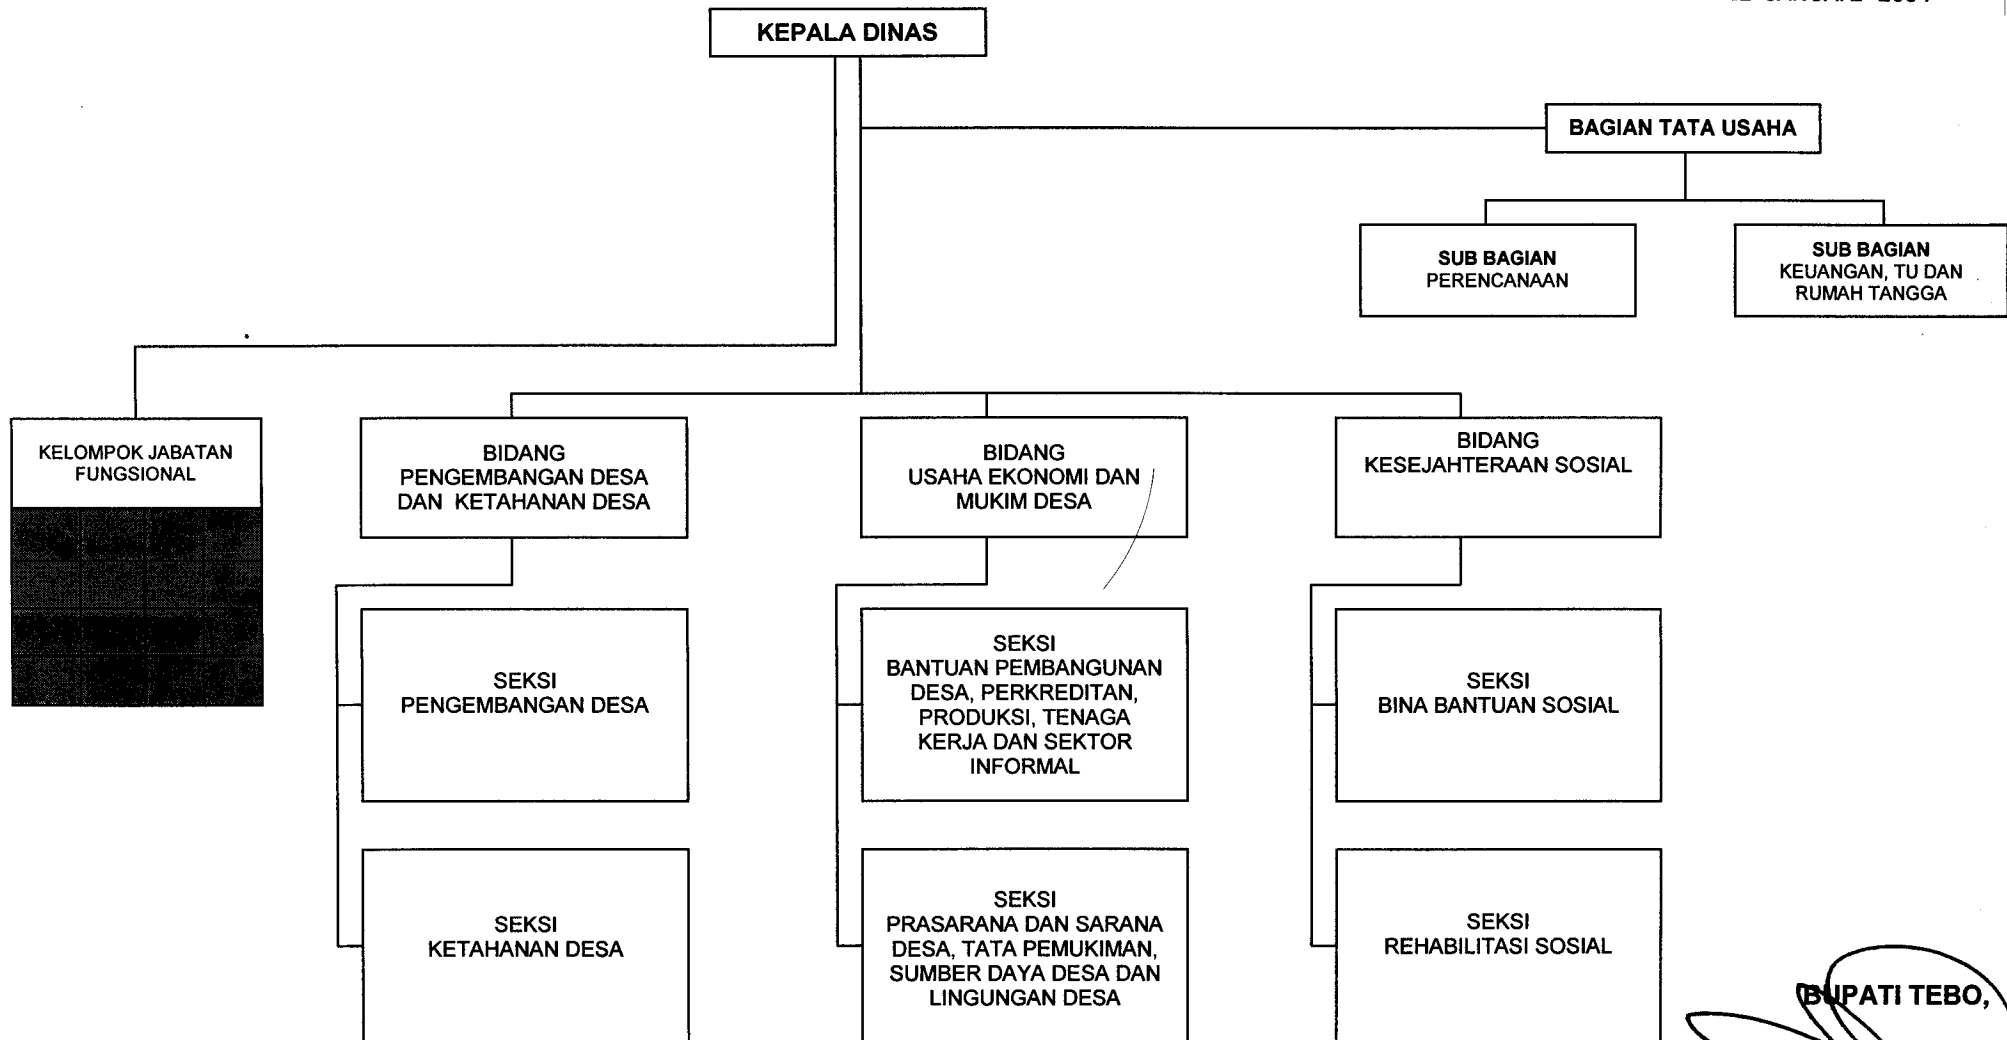 KEPALA DINAS
BAGIAN TATA USAHA
SUB BAGIAN
PERENCANAAN
SUB BAGIAN
KEUANGAN, TU DAN
RUMAH TANGGA
KELOMPOK JABATAN
FUNGSIONAL
BIDANG
PENGEMBANGAN DESA
DAN KETAHANAN DESA
BIDANG
USAHA EKONOMI DAN
MUKIM DESA
BIDANG
KESEJAHTERAAN SOSIAL
SEKSI
PENGEMBANGAN DESA
SEKSI
BANTUAN PEMBANGUNAN
DESA, PERKREDITAN,
PRODUKSI, TENAGA
KERJA DAN SEKTOR
INFORMAL
SEKSI
BINA BANTUAN SOSIAL
SEKSI
KETAHANAN DESA
SEKSI
PRASARANA DAN SARANA
DESA, TATA PEMUKIMAN,
SUMBER DAYA DESA DAN
LINGUNGAN DESA
SEKSI
REHABILITASI SOSIAL
BUPATI TEBO,